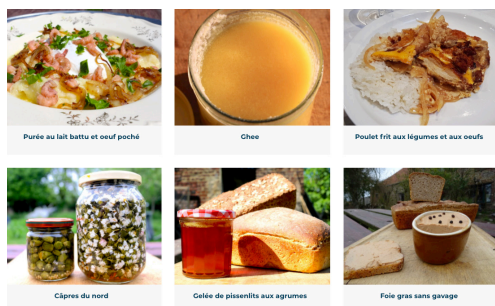 Purée au lait battu et oeuf poché
Ghee
Poulet frit aux légumes et aux oeufs
Câpres du nord
Gelée de pissenlits aux agrumes
Foie gras sans gavage